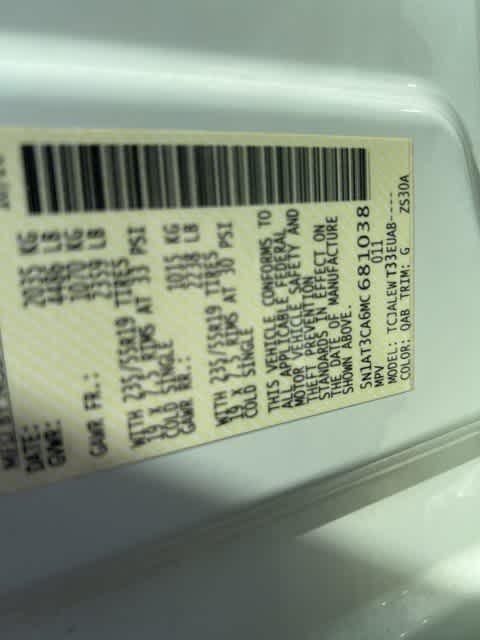 DATE:
GVWR: 2035 KG
4486 LB
GAWR FR.: 1070 KG
2359 LB
WITH 235/55R19 TIRES
19 X 7.5 RIMS AT 33 PSI
COLD SINGLE
GAWR RR.: 1015 KG
2238 LB
WITH 235/55R19 TIRES
19 X 7.5 RIMS AT 30 PSI
COLD SINGLE
THIS VEHICLE CONFORMS TO
ALL APPLICABLE FEDERAL
MOTOR VEHICLE SAFETY AND
THEFT PREVENTION
STANDARDS IN EFFECT ON
THE DATE OF MANUFACTURE
SHOWN ABOVE.
5N1AT3CA6MC681038
MPV 011
MODEL: TCJALEWT33EUAB----
COLOR: QAB TRIM: G ZS30A